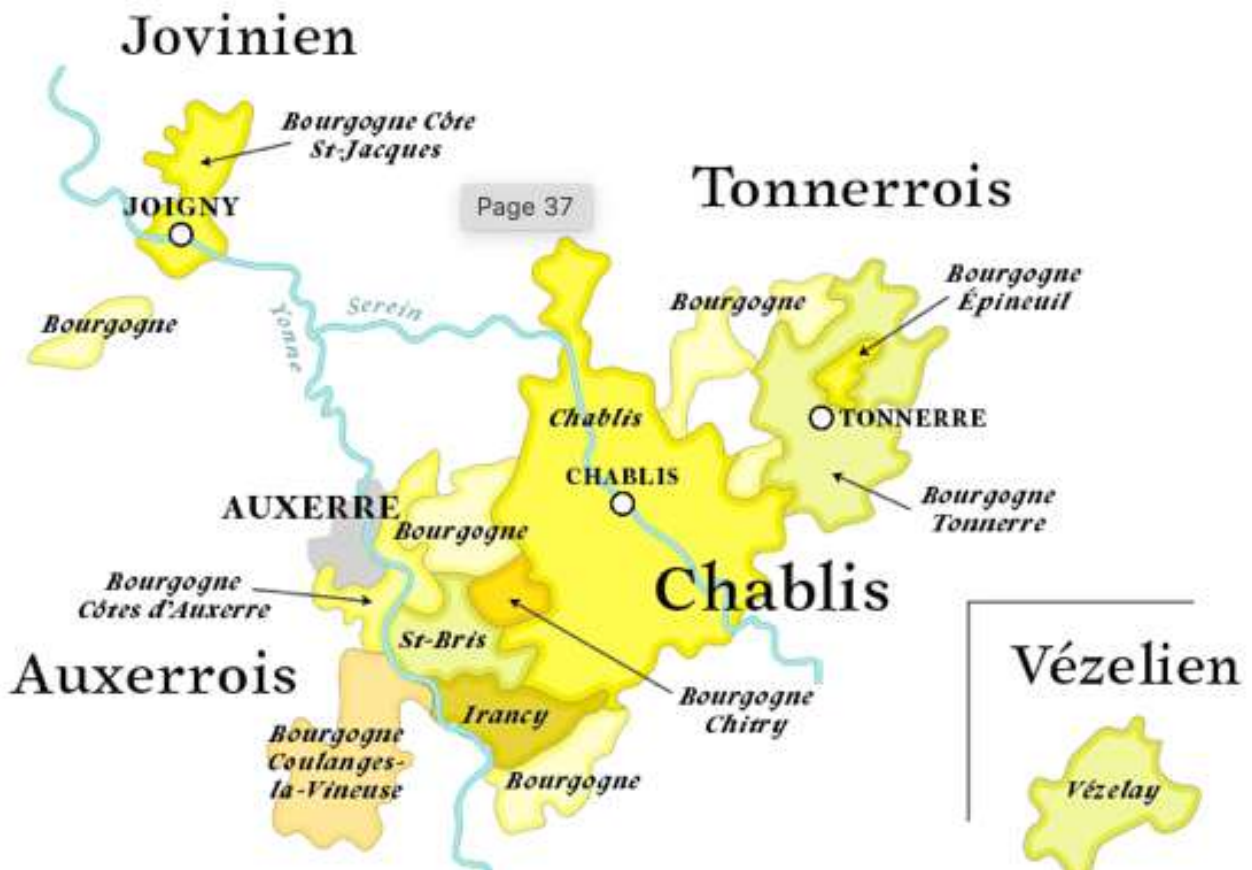 Jovinien
Bourgogne Côte
St-Jacques
JOIGNY
Page 37
Tonnerrois
Bourgogne
Épineuil
Bourgogne
Bourgogne
Serein
Yonne
Chablis
TONNERRE
CHABLIS
AUXERRE
Bourgogne
Bourgogne
Tonnerre
Bourgogne
Côtes d'Auxerre
Chablis
St-Bris
Auxerrois
Vézelien
Irancy
Bourgogne
Chitry
Bourgogne
Coulanges-
la-Vineuse
Bourgogne
Vézelay